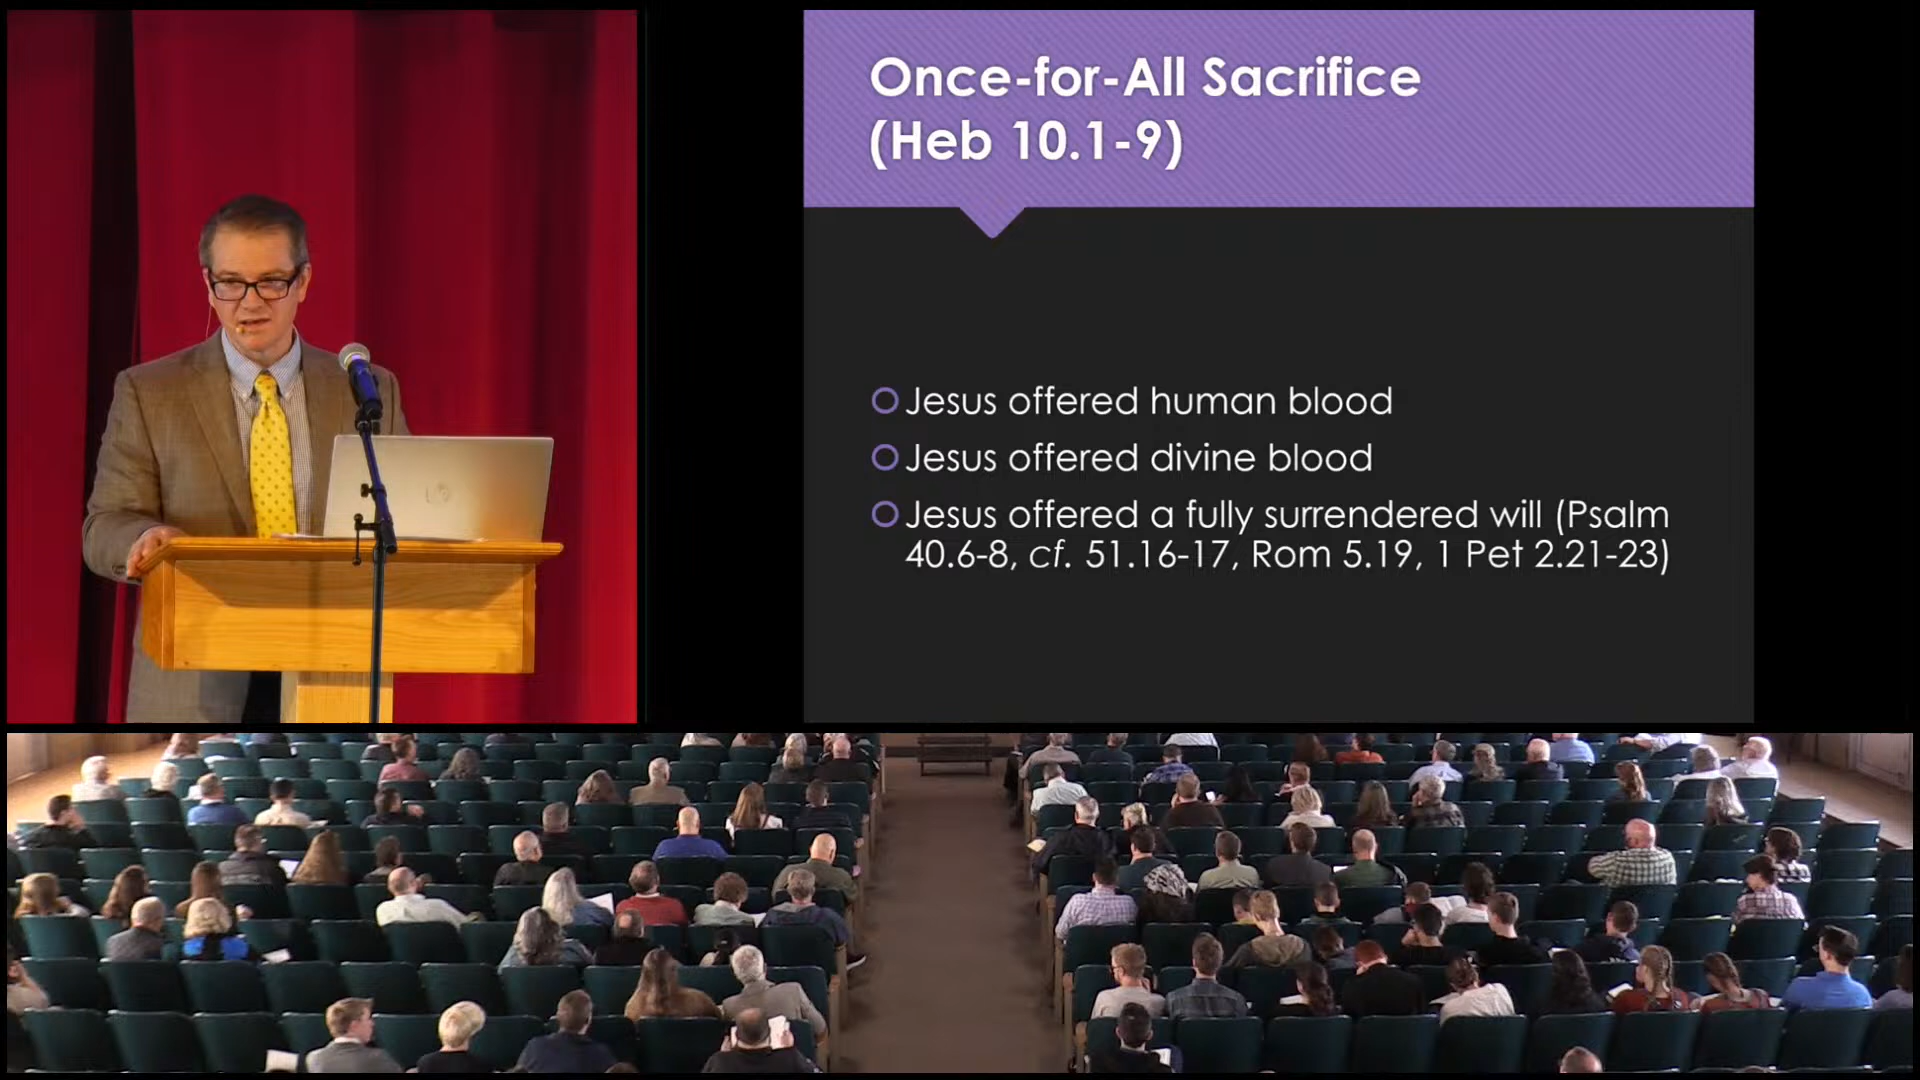 Once-for-All Sacrifice
(Heb 10.1-9)
Jesus offered human blood
Jesus offered divine blood
Jesus offered a fully surrendered will (Psalm
40.6-8, cf. 51.16-17, Rom 5.19, 1 Pet 2.21-23)